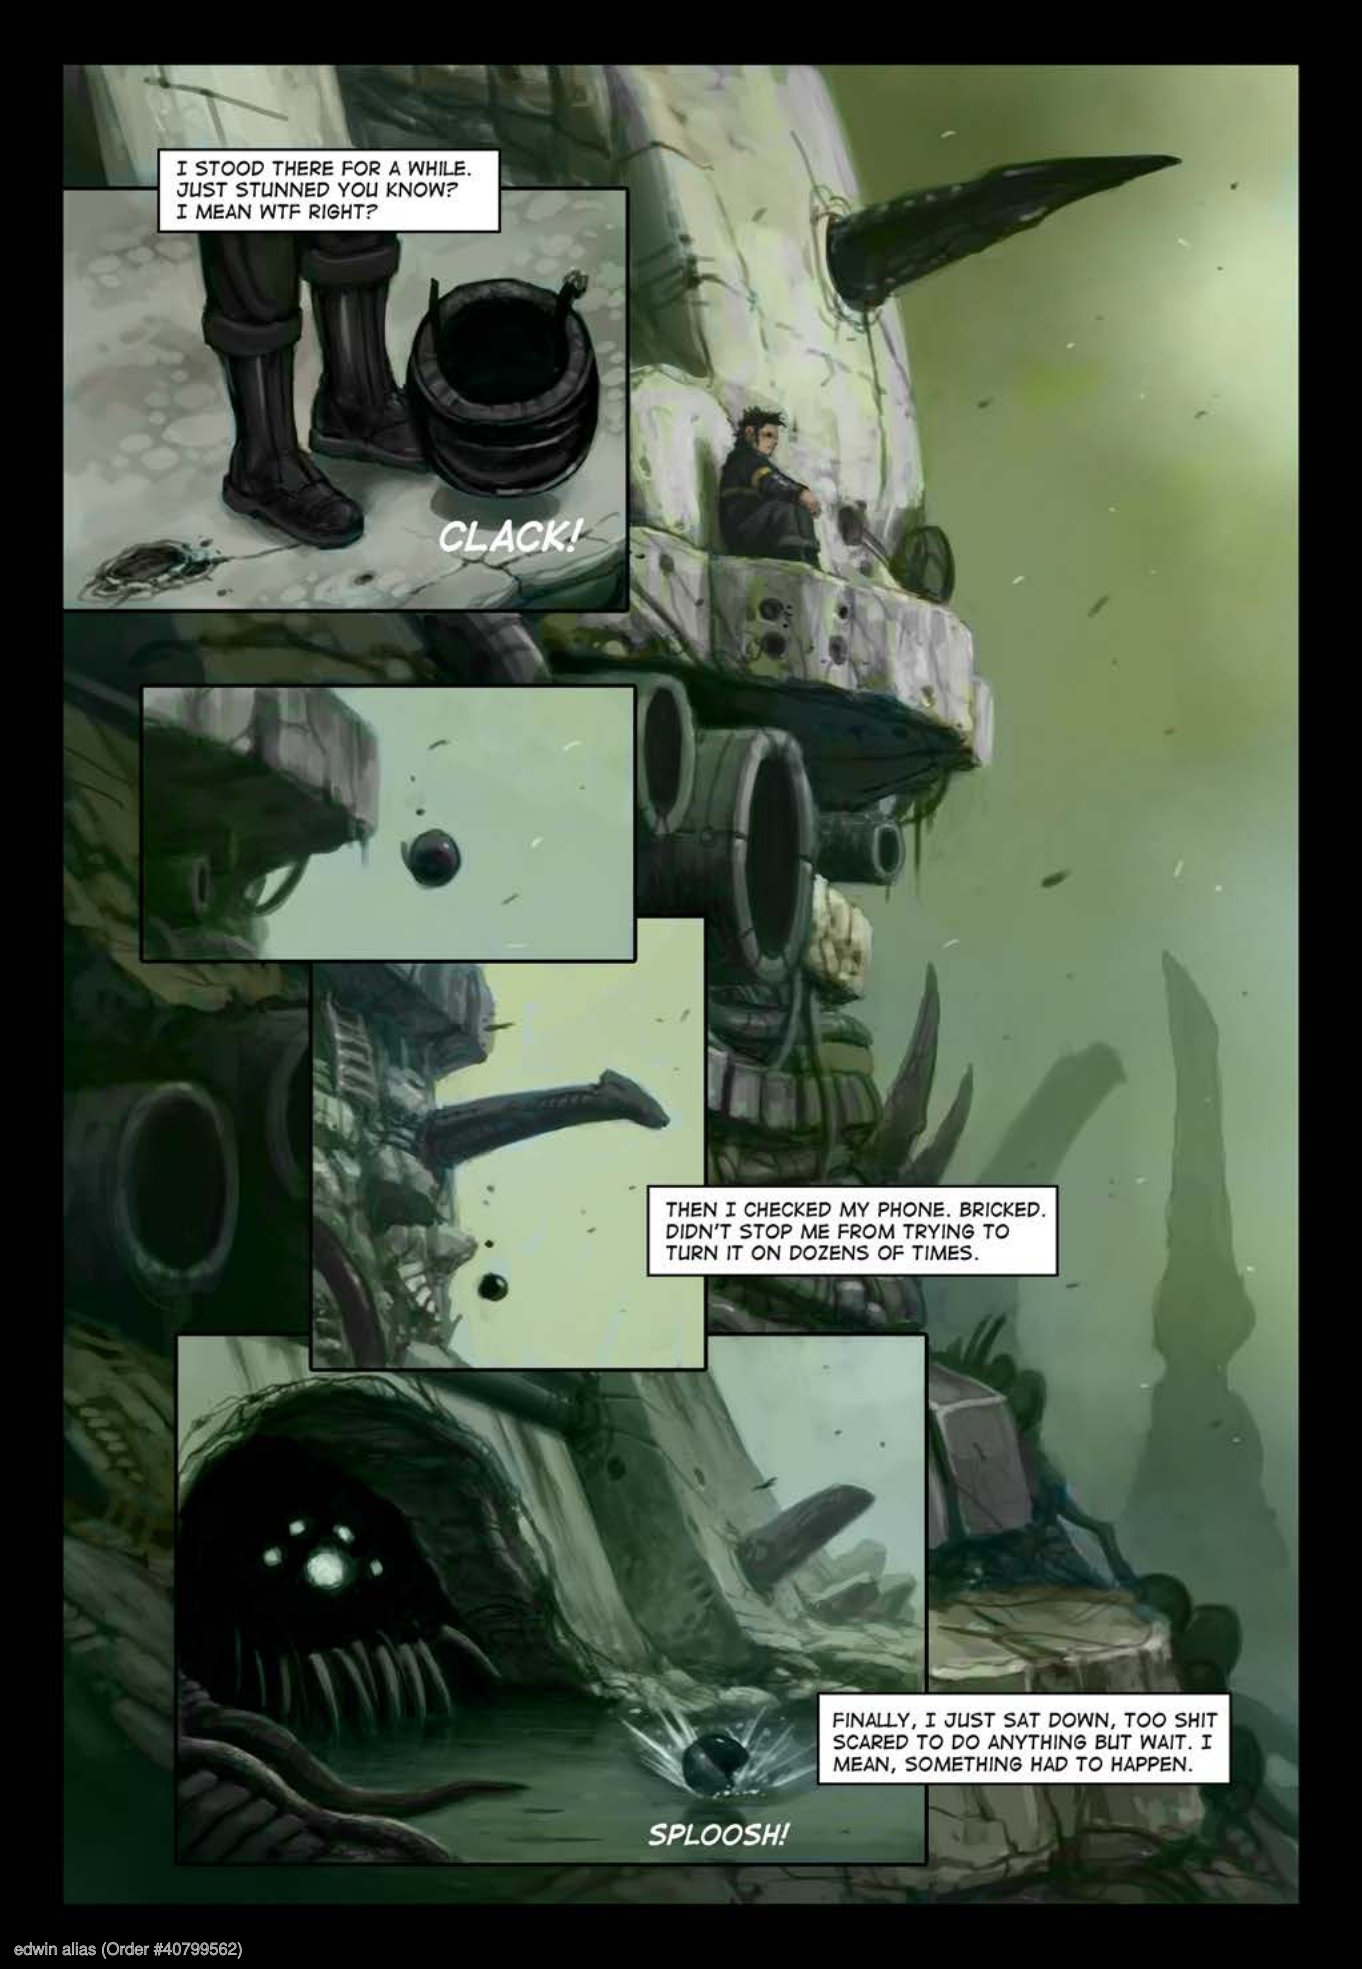 I STOOD THERE FOR A WHILE.
JUST STUNNED YOU KNOW?
I MEAN WTF RIGHT?
CLACK!
THEN I CHECKED MY PHONE. BRICKED.
DIDN'T STOP ME FROM TRYING TO
TURN IT ON DOZENS OF TIMES.
FINALLY, I JUST SAT DOWN, TOO SHIT
SCARED TO DO ANYTHING BUT WAIT. I
MEAN, SOMETHING HAD TO HAPPEN.
SPLOOSH!
edwin alias (Order #40799562)